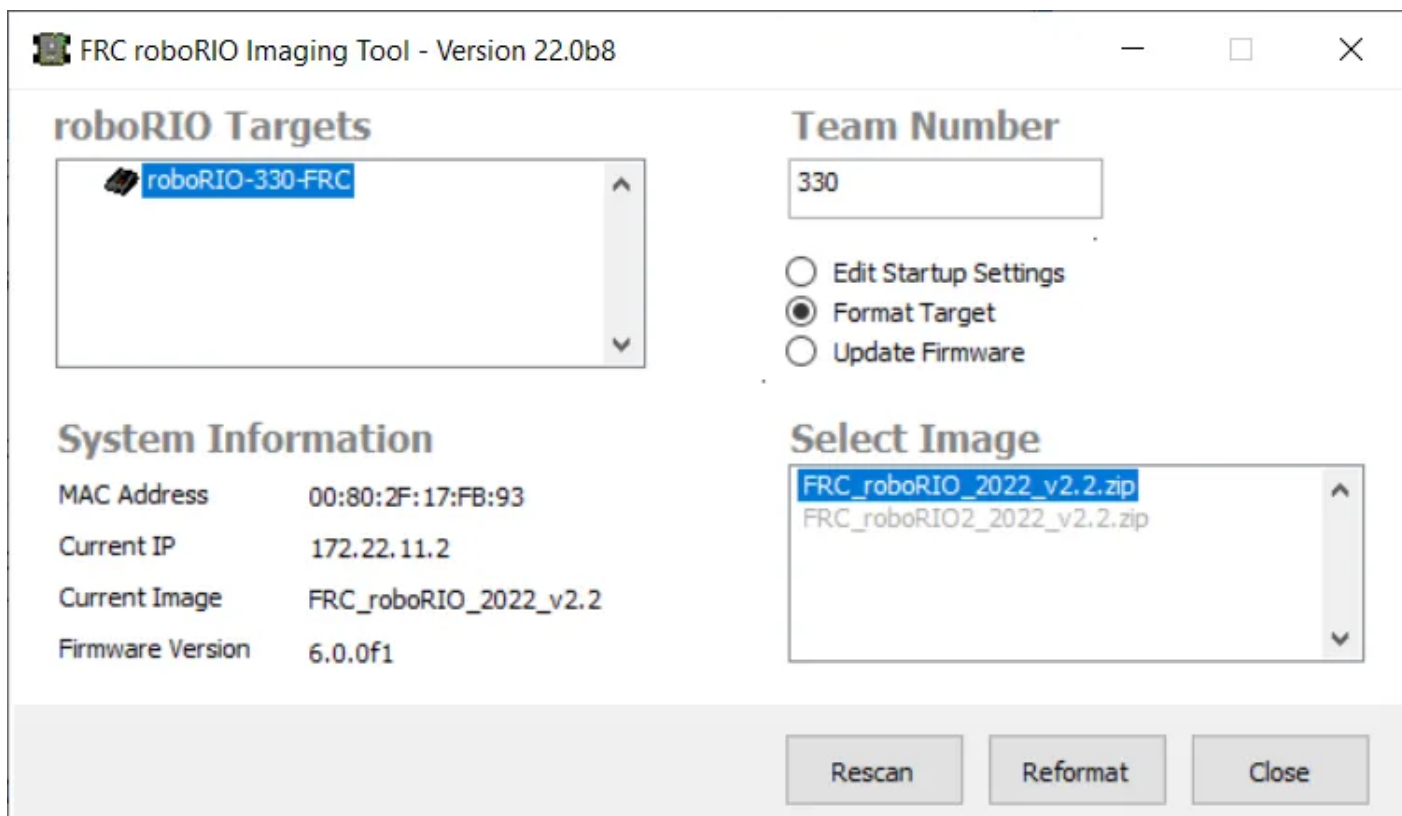 FRC roboRIO Imaging Tool - Version 22.0b8
roboRIO Targets
roboRIO-330-FRC
Team Number
330
Edit Startup Settings
Format Target
Update Firmware
System Information
MAC Address 00:80:2F:17:FB:93
Current IP 172.22.11.2
Current Image FRC_roboRIO_2022_v2.2
Firmware Version 6.0.0f1
Select Image
FRC_roboRIO_2022_v2.2.zip
FRC_roboRIO2_2022_v2.2.zip
Rescan Reformat Close